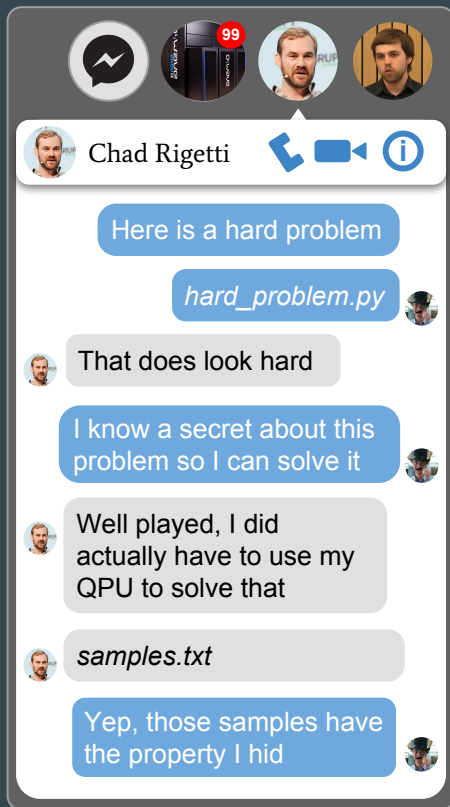 99
Chad Rigetti
Here is a hard problem
hard_problem.py
That does look hard
I know a secret about this
problem so I can solve it
Well played, I did
actually have to use my
QPU to solve that
samples.txt
Yep, those samples have
the property I hid